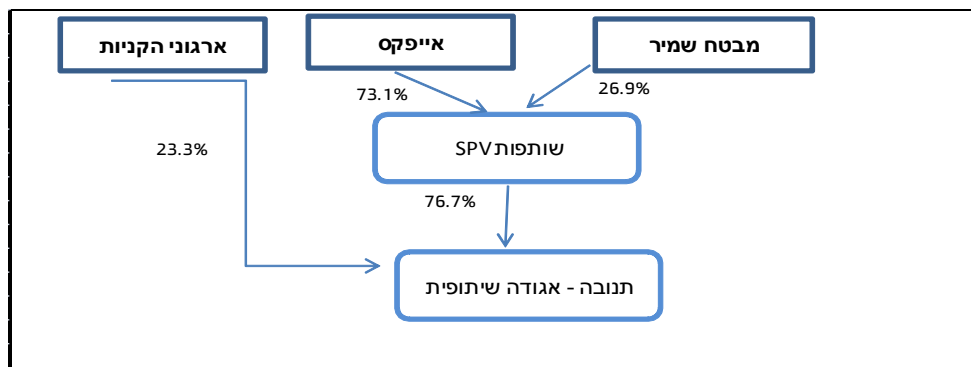 מבטח שמיר
אייפקס
ארגוני הקניות
26.9%
73.1%
שותפות SPV
23.3%
76.7%
תנובה - אגודה שיתופית